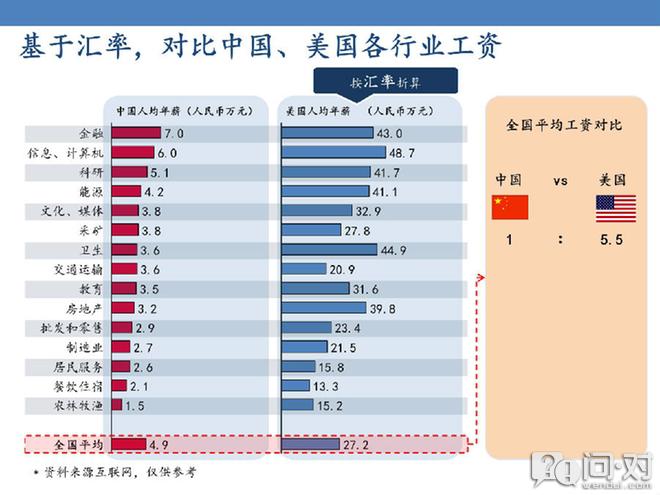 基于汇率，对比中国、美国各行业工资
按汇率折算
中国人均年薪（人民币万元）
美国人均年薪 （人民币万元）
金融 7.0 43.0
信息、计算机 6.0 48.7
科研 5.1 41.7
能源 4.2 41.1
文化、媒体 3.8 32.9
采矿 3.8 27.8
卫生 3.6 44.9
交通运输 3.6 20.9
教育 3.5 31.6
房地产 3.2 39.8
批发和零售 2.9 23.4
制造业 2.7 21.5
居民服务 2.6 15.8
餐饮住宿 2.1 13.3
农林牧渔 1.5 15.2
全国平均 4.9 27.2
全国平均工资对比
中国 vs 美国
1 : 5.5
* 资料来源互联网，仅供参考
问·对
wendui.com